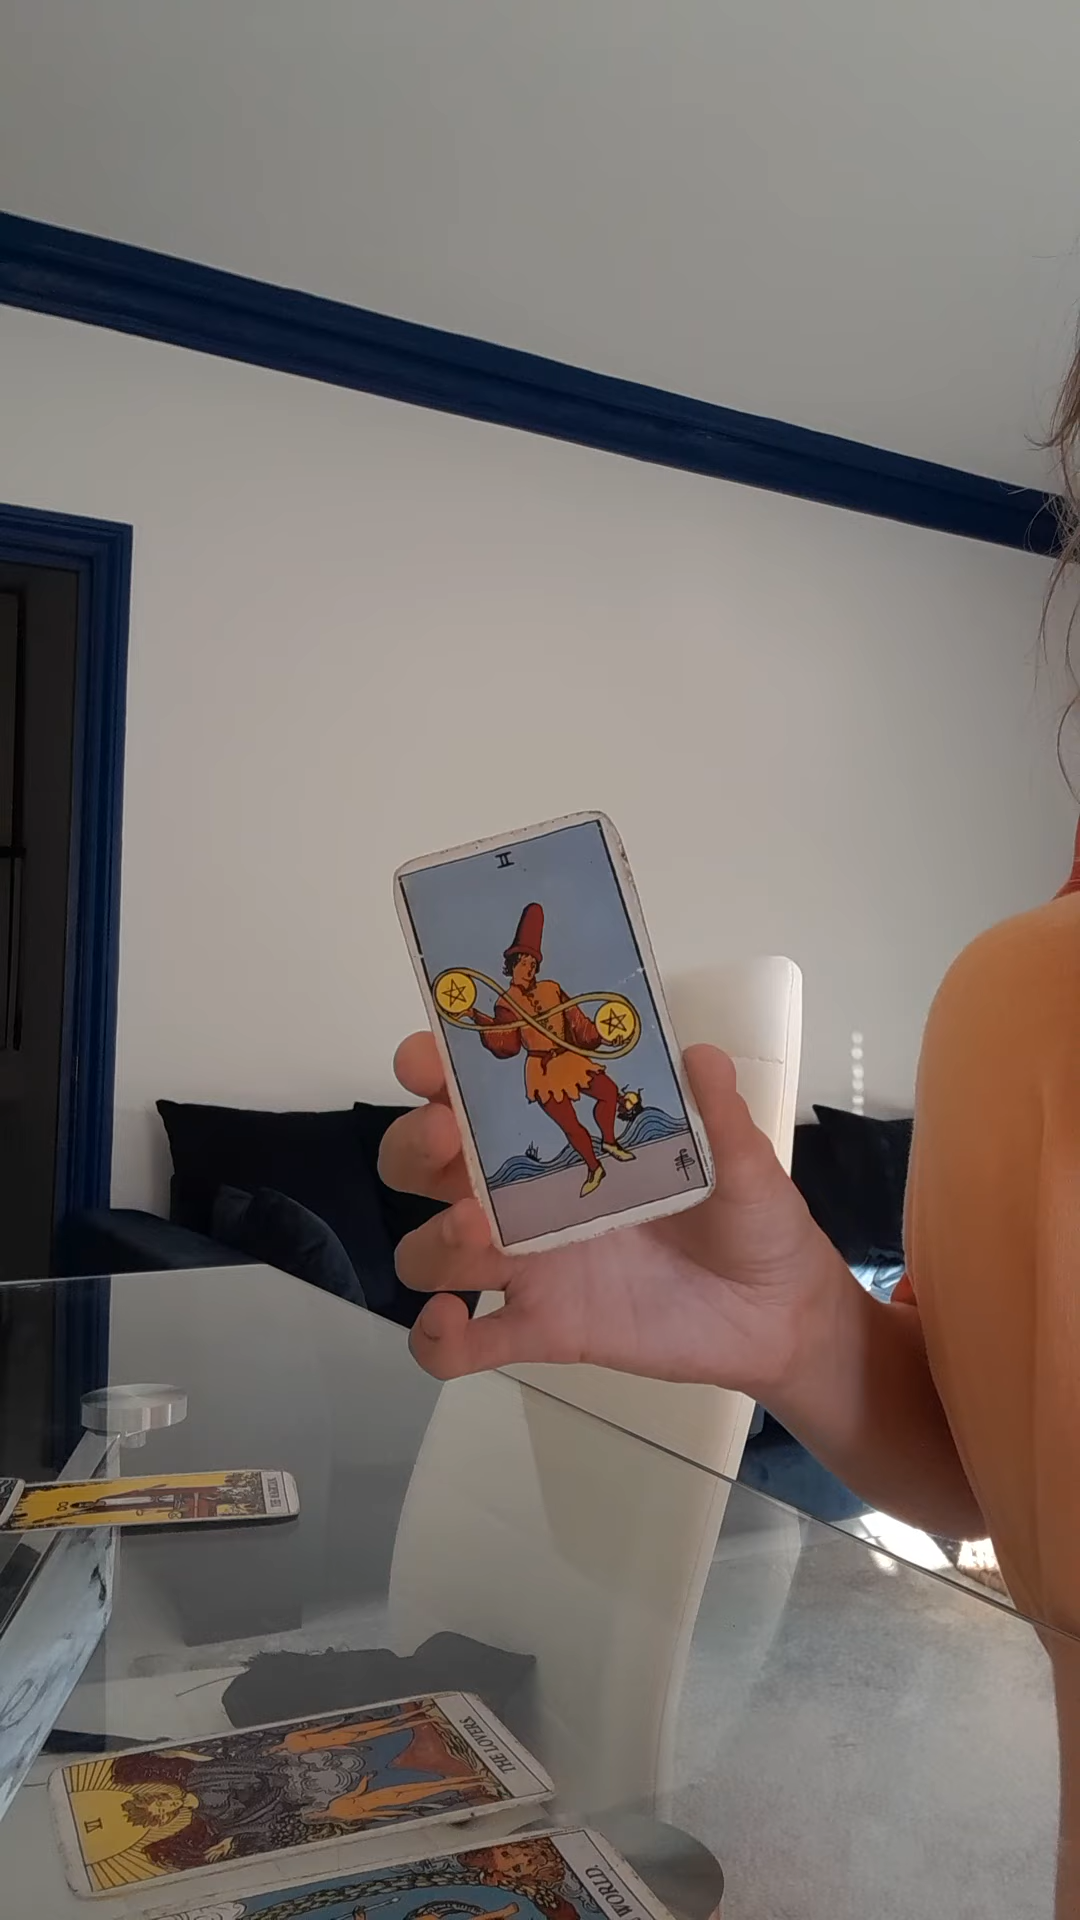 II
THE MAGICIAN.
THE LOVERS.
VI
WORLD.